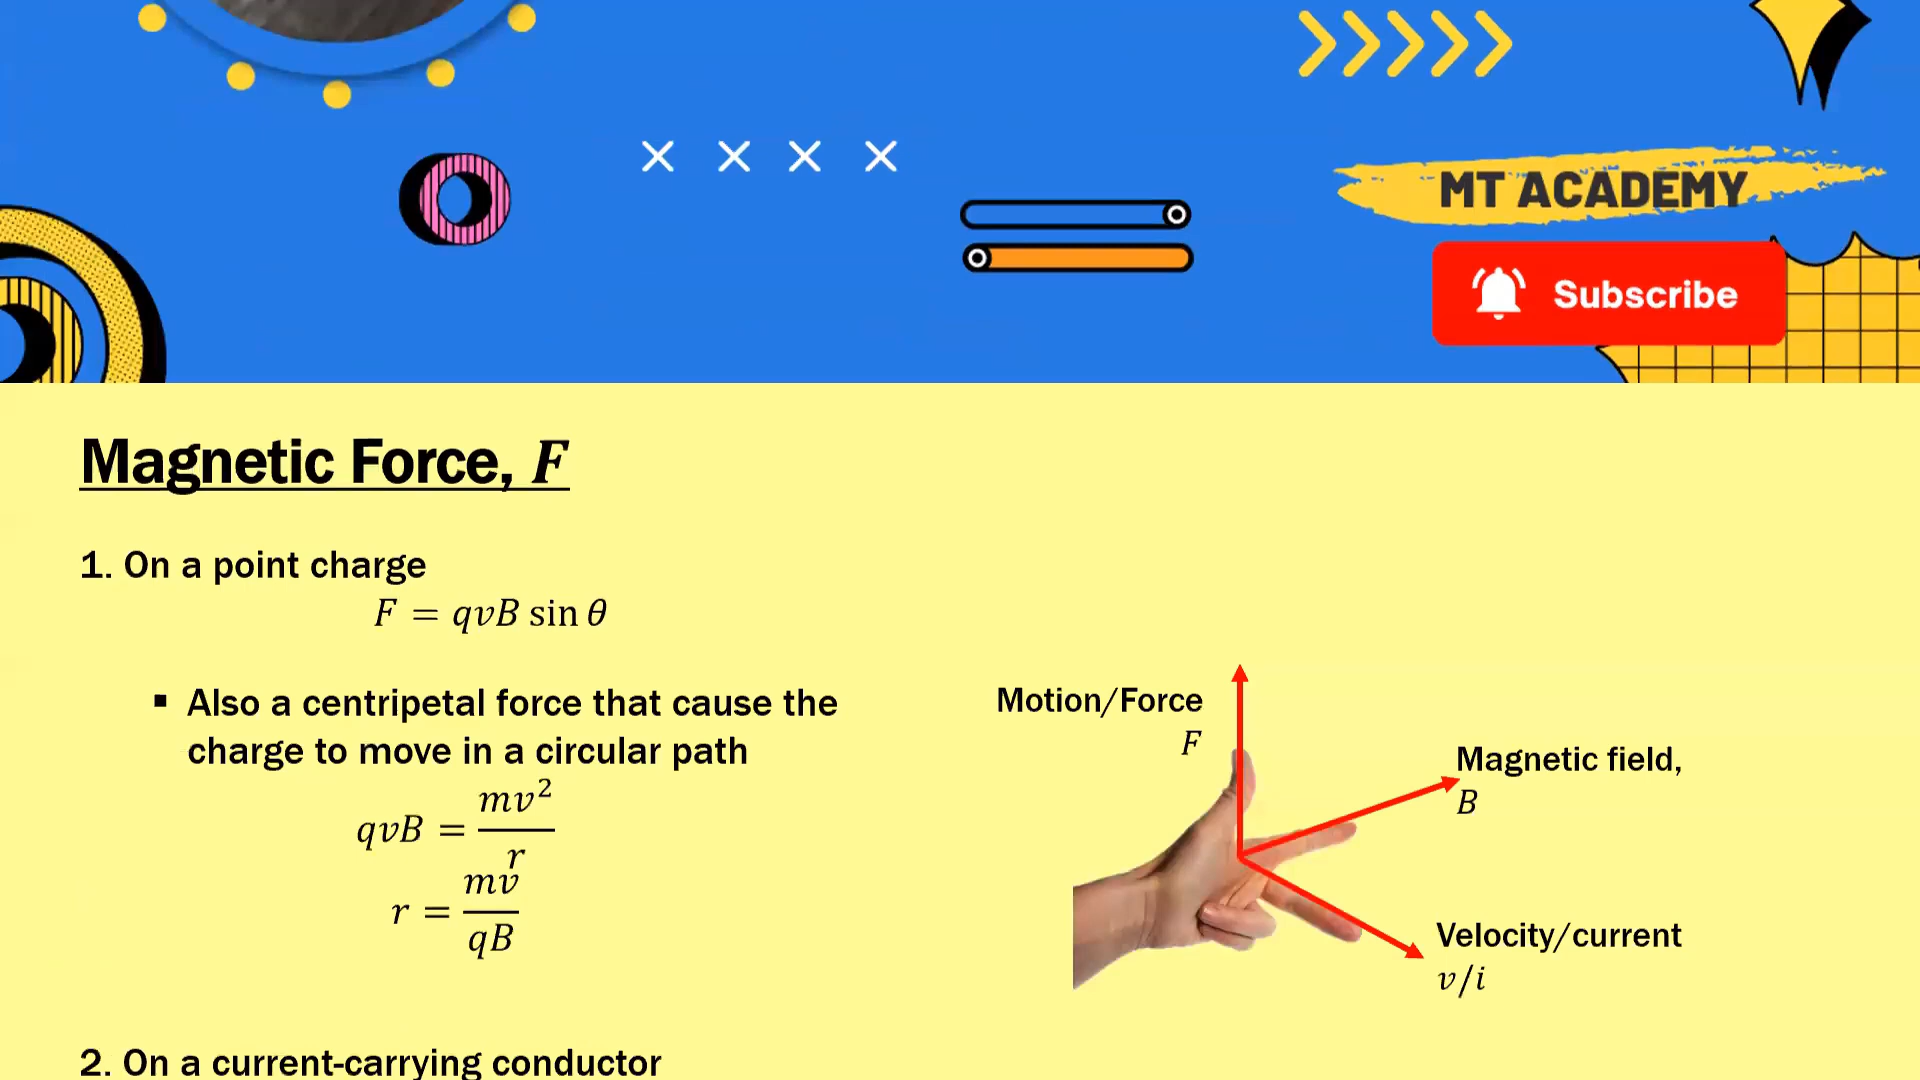 MT ACADEMY
Subscribe
Magnetic Force, F
1. On a point charge
F = qvB sin θ
▪ Also a centripetal force that cause the
charge to move in a circular path
qvB = mv²/r
r = mv/qB
Motion/Force
F
Magnetic field,
B
Velocity/current
v/i
2. On a current-carrying conductor